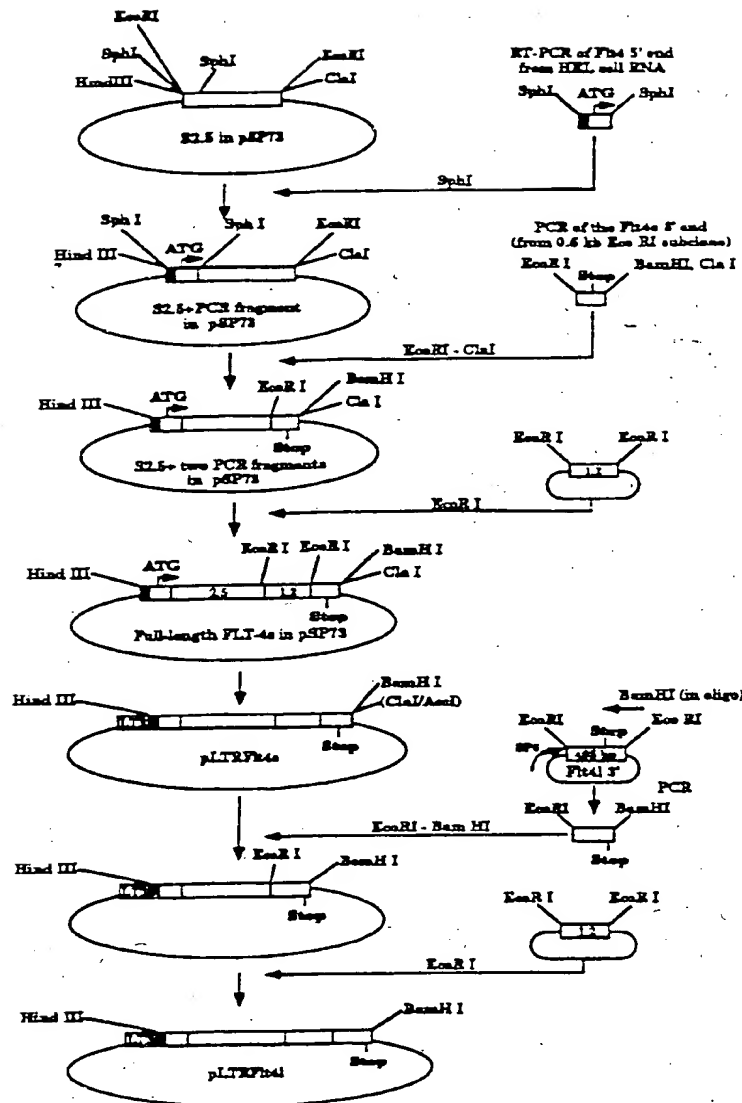 EcoRI
SphI
HindIII
SphI
EcoRI
ClaI
S2.5 in pSP73
RT-PCR of Flt4 5' end
from HEL cell RNA
SphI
ATG
SphI
SphI
Sph I
Sph I
EcoRI
Hind III
ATG
ClaI
S2.5+ PCR fragment
in pSP73
PCR of the Flt4s 3' end
(from 0.6 kb Eco RI subclone)
EcoR I
Stop
BamHI, Cla I
EcoRI - ClaI
Hind III
ATG
EcoR I
BamH I
Cla I
Stop
S2.5+ two PCR fragments
in pSP73
EcoR I
EcoR I
1.2
EcoR I
Hind III
ATG
EcoR I
EcoR I
BamH I
Cla I
2.5
1.2
Stop
Full-length FLT-4s in pSP73
Hind III
BamH I
(ClaI/AccI)
Stop
pLTRFlt4s
BamHI (in oligo)
EcoRI
Stop
Eco RI
SP6
Flt4l 3'
PCR
EcoRI
BamHI
Stop
EcoRI - Bam HI
Hind III
EcoR I
BamH I
Stop
EcoR I
EcoR I
1.2
EcoR I
Hind III
BamH I
Stop
pLTRFlt4l